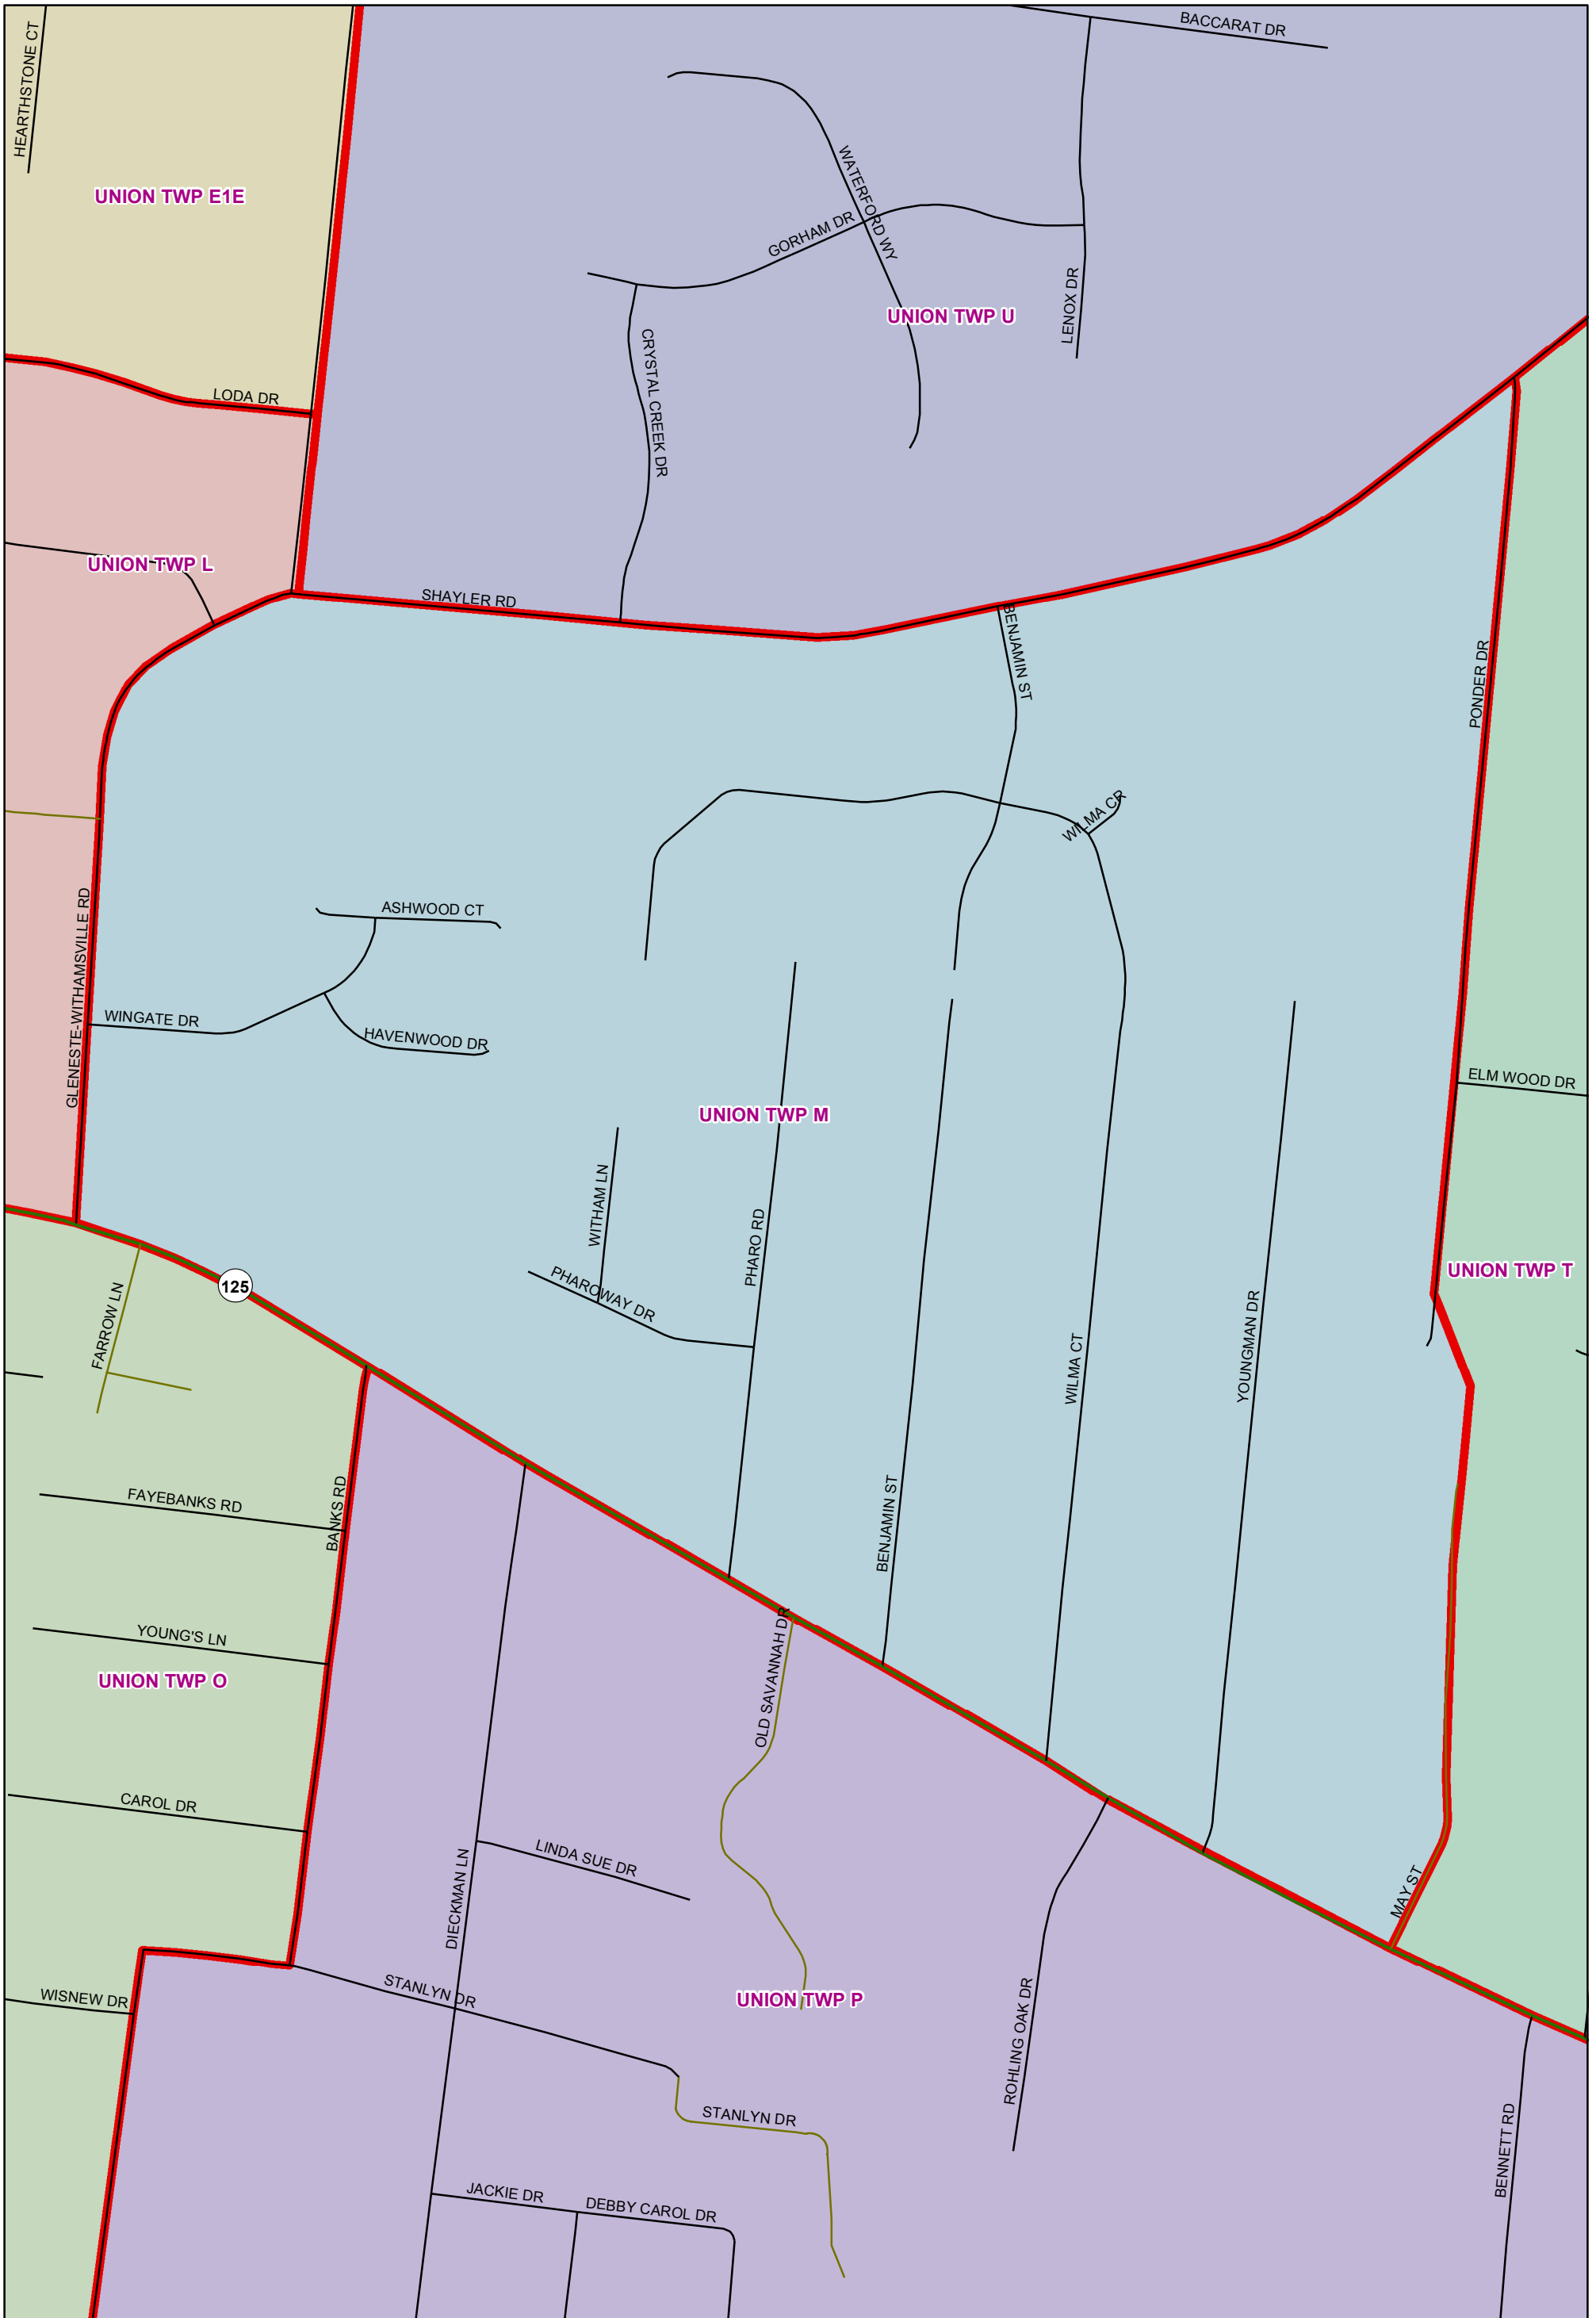 BACCARAT DR
HEARTHSTONE CT
UNION TWP E1E
WATERFORD WY
GORHAM DR
LENOX DR
UNION TWP U
CRYSTAL CREEK DR
LODA DR
UNION TWP L
SHAYLER RD
BENJAMIN ST
PONDER DR
WILMA CR
ASHWOOD CT
GLENESTE-WITHAMSVILLE RD
WINGATE DR
HAVENWOOD DR
ELM WOOD DR
UNION TWP M
WITHAM LN
PHARO RD
UNION TWP T
125
PHAROWAY DR
FARROW LN
YOUNGMAN DR
WILMA CT
FAYEBANKS RD
BANKS RD
BENJAMIN ST
YOUNG'S LN
OLD SAVANNAH DR
UNION TWP O
CAROL DR
LINDA SUE DR
DIECKMAN LN
MAY ST
STANLYN DR
WISNEW DR
UNION TWP P
ROHLING OAK DR
STANLYN DR
BENNETT RD
JACKIE DR
DEBBY CAROL DR